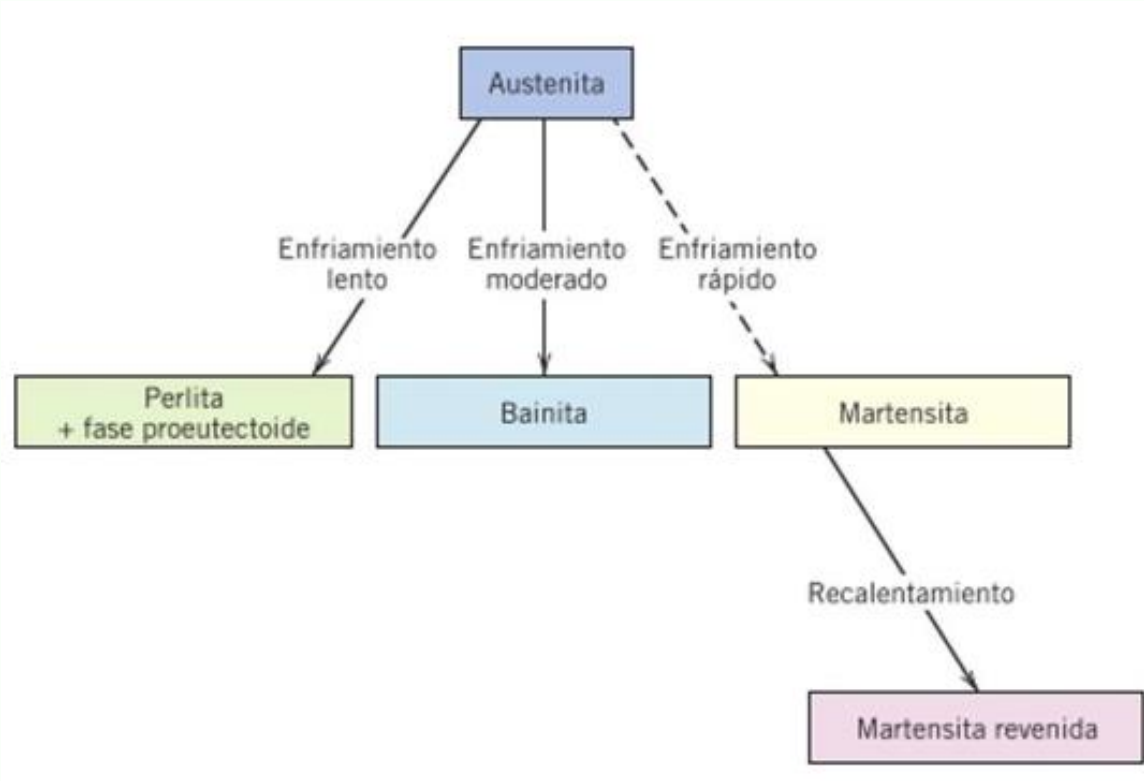 Austenita
Enfriamiento
lento
Enfriamiento
moderado
Enfriamiento
rápido
Perlita
+ fase proeutectoide
Bainita
Martensita
Recalentamiento
Martensita revenida